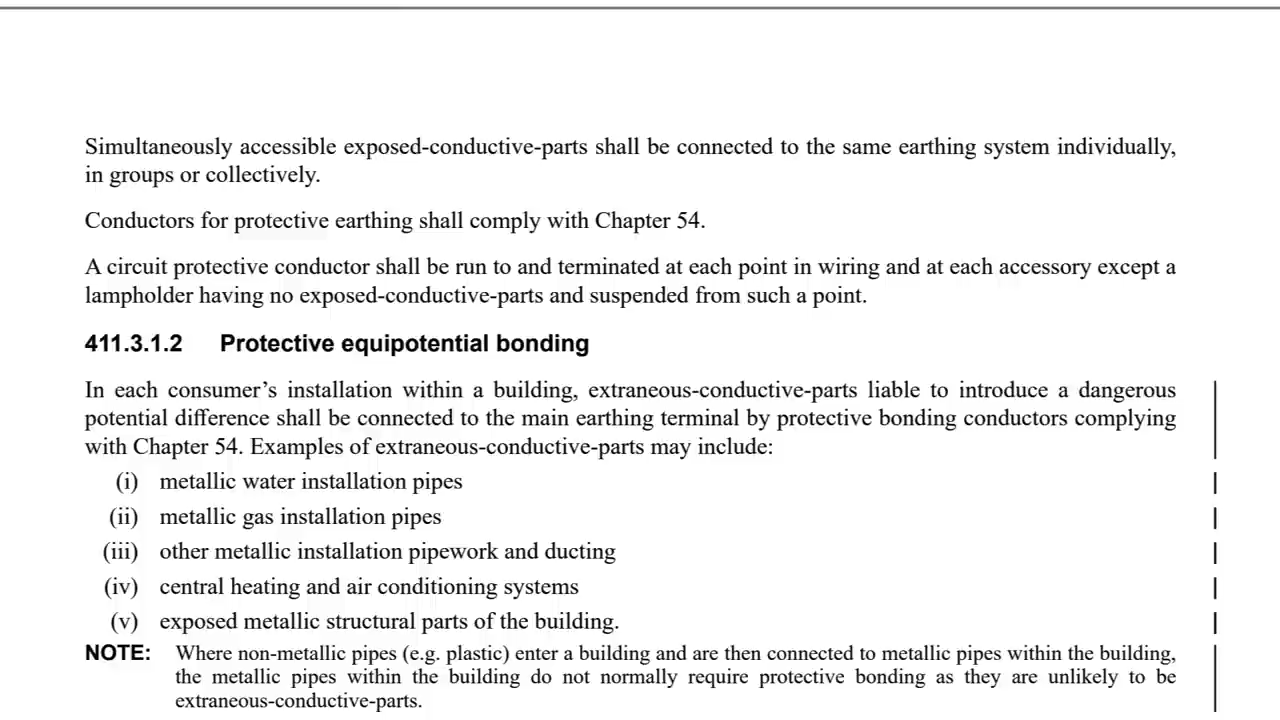 Simultaneously accessible exposed-conductive-parts shall be connected to the same earthing system individually,
in groups or collectively.
Conductors for protective earthing shall comply with Chapter 54.
A circuit protective conductor shall be run to and terminated at each point in wiring and at each accessory except a
lampholder having no exposed-conductive-parts and suspended from such a point.
411.3.1.2 Protective equipotential bonding
In each consumer’s installation within a building, extraneous-conductive-parts liable to introduce a dangerous
potential difference shall be connected to the main earthing terminal by protective bonding conductors complying
with Chapter 54. Examples of extraneous-conductive-parts may include:
(i) metallic water installation pipes
(ii) metallic gas installation pipes
(iii) other metallic installation pipework and ducting
(iv) central heating and air conditioning systems
(v) exposed metallic structural parts of the building.
NOTE: Where non-metallic pipes (e.g. plastic) enter a building and are then connected to metallic pipes within the building,
the metallic pipes within the building do not normally require protective bonding as they are unlikely to be
extraneous-conductive-parts.